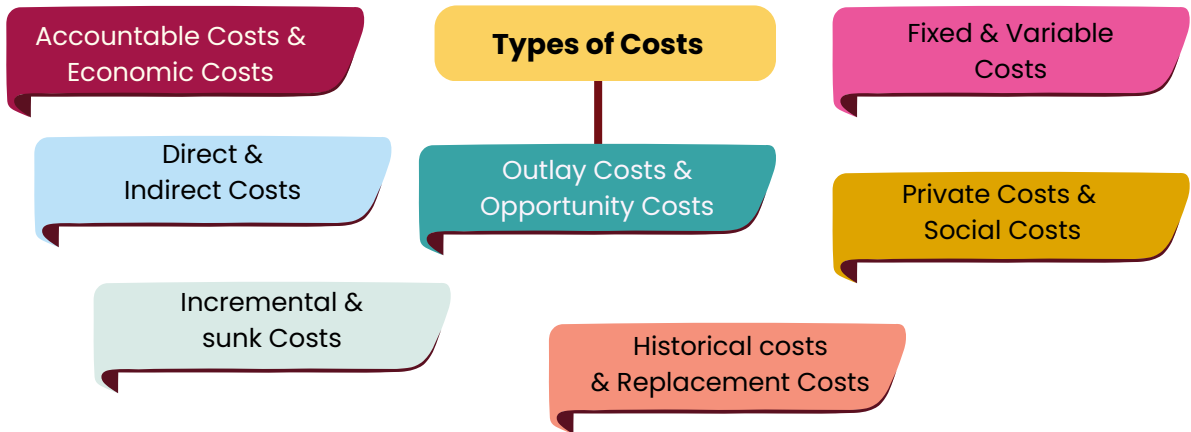 Types of Costs
Accountable Costs &
Economic Costs
Fixed & Variable
Costs
Direct &
Indirect Costs
Outlay Costs &
Opportunity Costs
Private Costs &
Social Costs
Incremental &
sunk Costs
Historical costs
& Replacement Costs